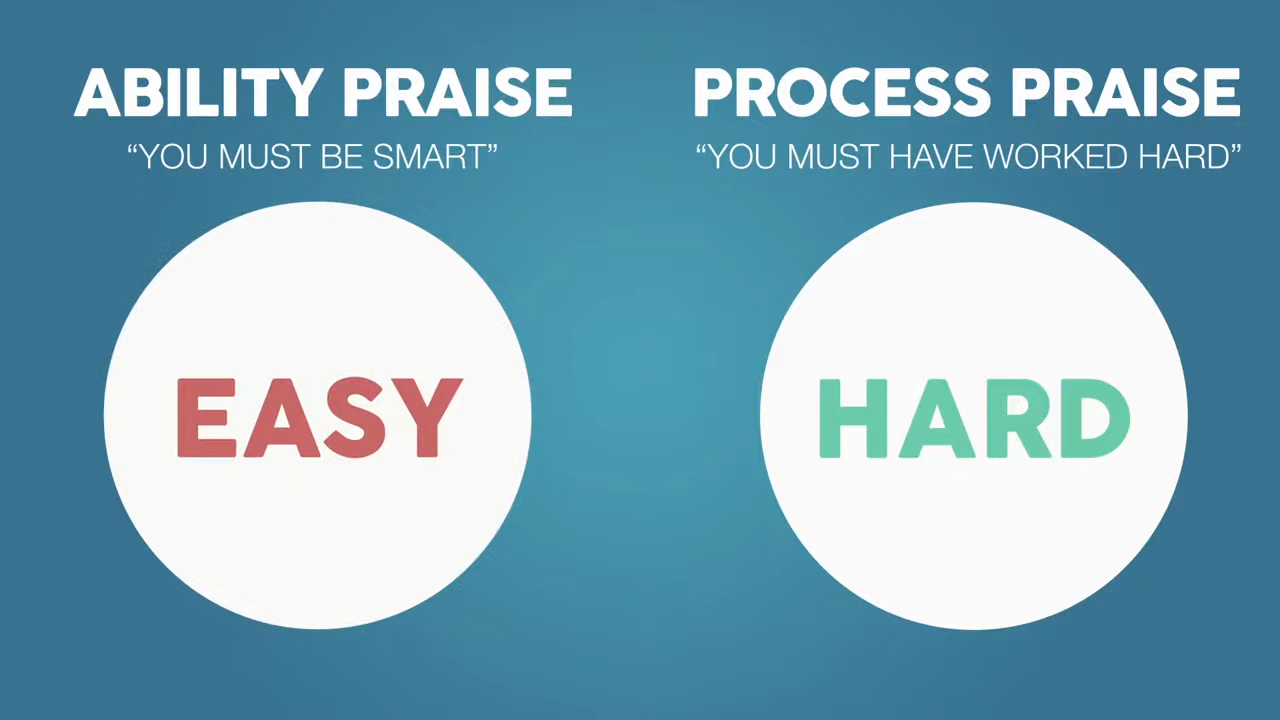 ABILITY PRAISE
“YOU MUST BE SMART”
EASY
PROCESS PRAISE
“YOU MUST HAVE WORKED HARD”
HARD